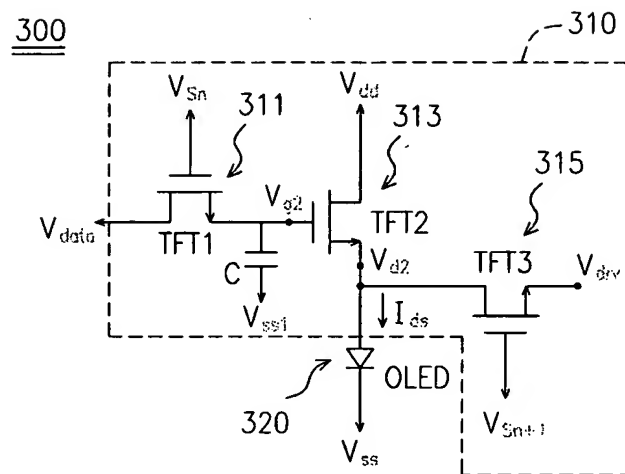 300
310
V_Sn
311
V_dd
313
315
V_data
TFT1
V_g2
TFT2
C
V_ss1
V_d2
TFT3
V_drv
I_ds
320
OLED
V_Sn+1
V_ss